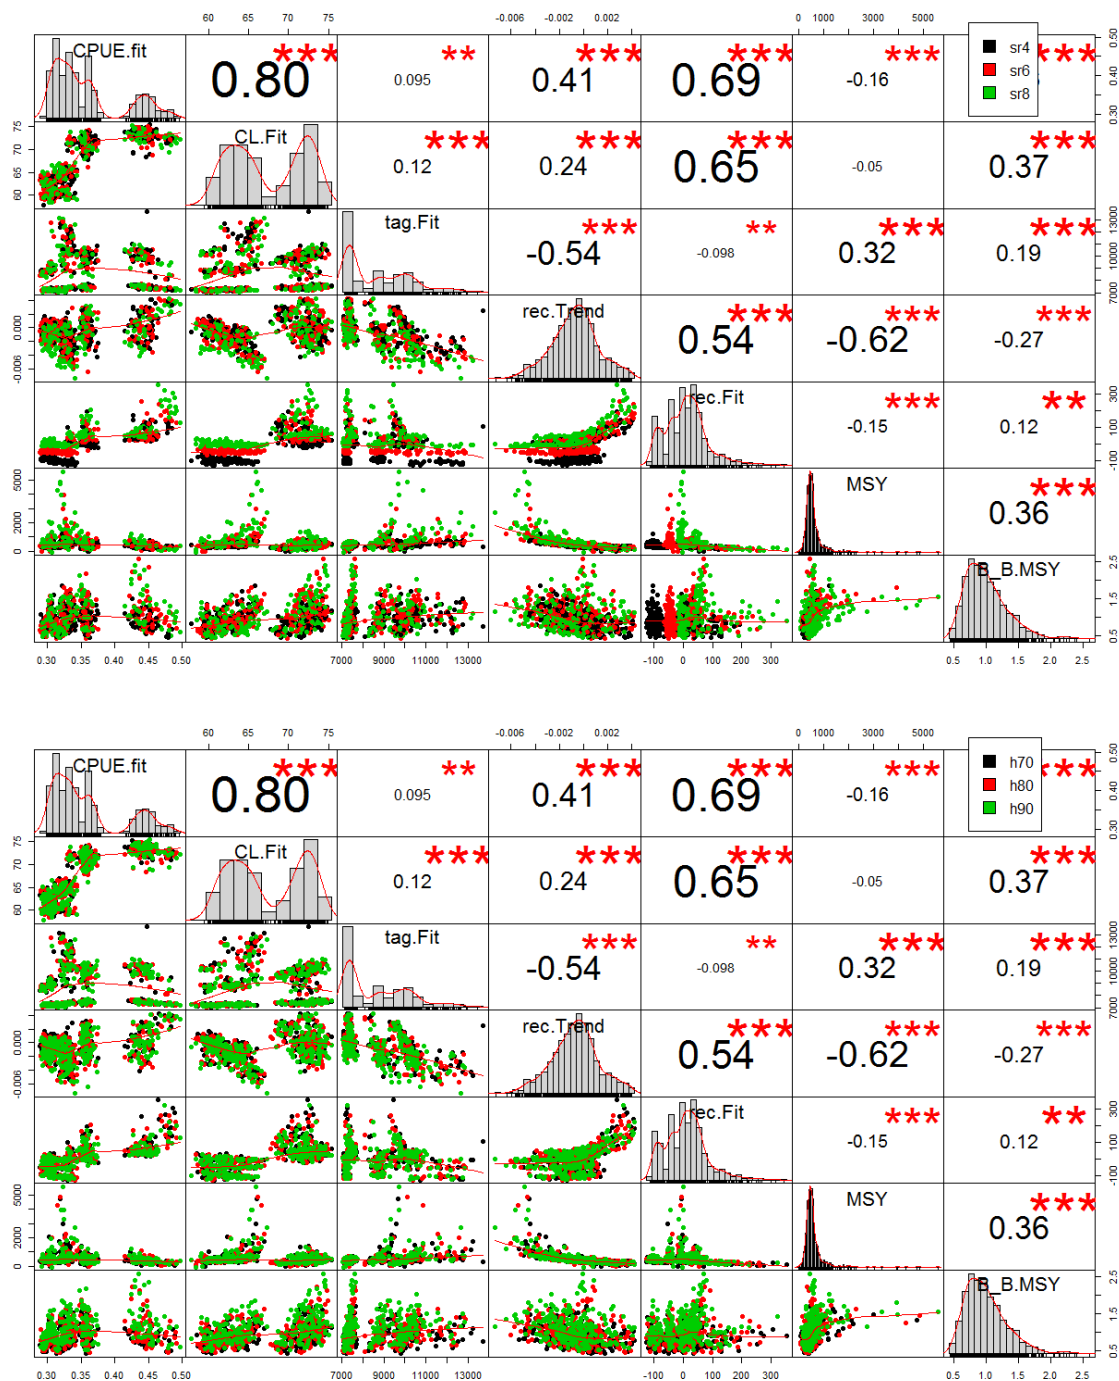 60 65 70 75 -0.006 -0.002 0.002 0 1000 3000 5000
CPUE.fit 0.80 *** 0.095 ** 0.41 *** 0.69 *** -0.16 *** ***
sr4
sr6
sr8
0.30 0.40 0.50
75 70 65 60
CL.Fit 0.12 *** 0.24 *** 0.65 *** -0.05 0.37 ***
tag.Fit -0.54 *** -0.098 ** 0.32 *** 0.19 ***
7000 10000 13000
-0.006 0.000
rec.Trend 0.54 *** -0.62 *** -0.27 ***
rec.Fit -0.15 *** 0.12 **
-100 100 300
0 2000 5000
MSY 0.36 ***
B_B.MSY
0.5 1.5 2.5
0.30 0.35 0.40 0.45 0.50 7000 9000 11000 13000 -100 0 100 200 300 0.5 1.0 1.5 2.0 2.5
60 65 70 75 -0.006 -0.002 0.002 0 1000 3000 5000
CPUE.fit 0.80 *** 0.095 ** 0.41 *** 0.69 *** -0.16 *** ***
h70
h80
h90
0.30 0.40 0.50
75 70 65 60
CL.Fit 0.12 *** 0.24 *** 0.65 *** -0.05 0.37 ***
tag.Fit -0.54 *** -0.098 ** 0.32 *** 0.19 ***
7000 10000 13000
-0.006 0.000
rec.Trend 0.54 *** -0.62 *** -0.27 ***
rec.Fit -0.15 *** 0.12 **
-100 100 300
0 2000 5000
MSY 0.36 ***
B_B.MSY
0.5 1.5 2.5
0.30 0.35 0.40 0.45 0.50 7000 9000 11000 13000 -100 0 100 200 300 0.5 1.0 1.5 2.0 2.5